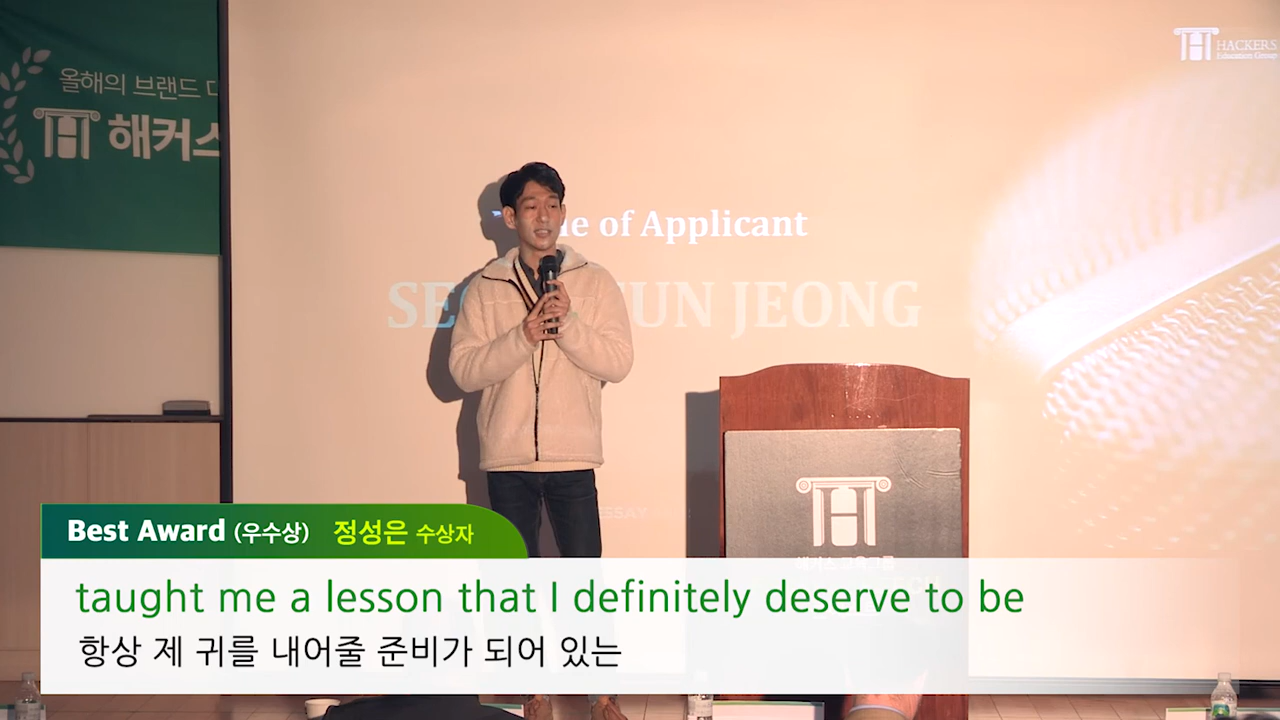 올해의 브랜드
해커스
HACKERS
Education Group
of Applicant
JEONG
ESSAY
해커스 교육그룹
Best Award (우수상) 정성은 수상자
taught me a lesson that I definitely deserve to be
항상 제 귀를 내어줄 준비가 되어 있는